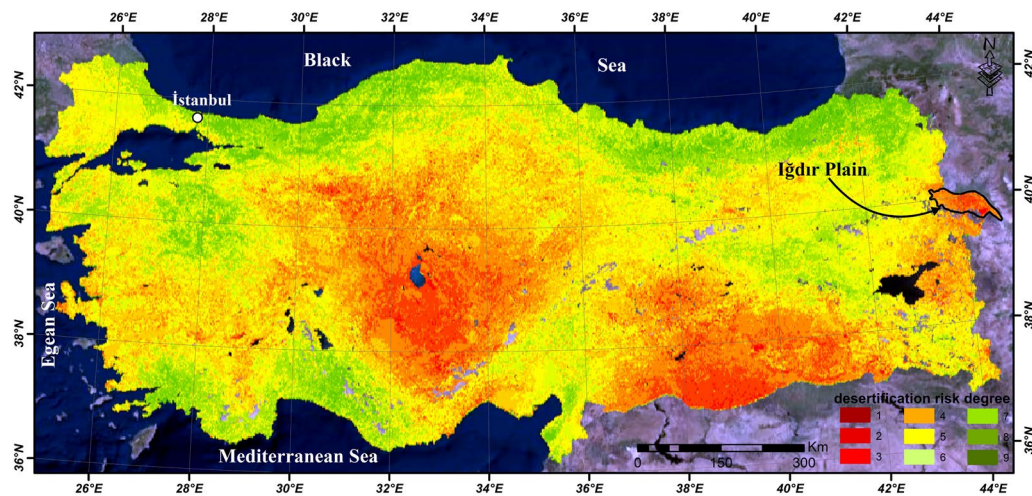 26°E 28°E 30°E 32°E 34°E 36°E 38°E 40°E 42°E 44°E
42°N
42°N
Black
Sea
İstanbul
N
Iğdır Plain
40°N
40°N
Egean Sea
38°N
38°N
desertification risk degree
1 4 7
2 5 8
3 6 9
Km
0 150 300
Mediterranean Sea
36°N
36°N
26°E 28°E 30°E 32°E 34°E 36°E 38°E 40°E 42°E 44°E